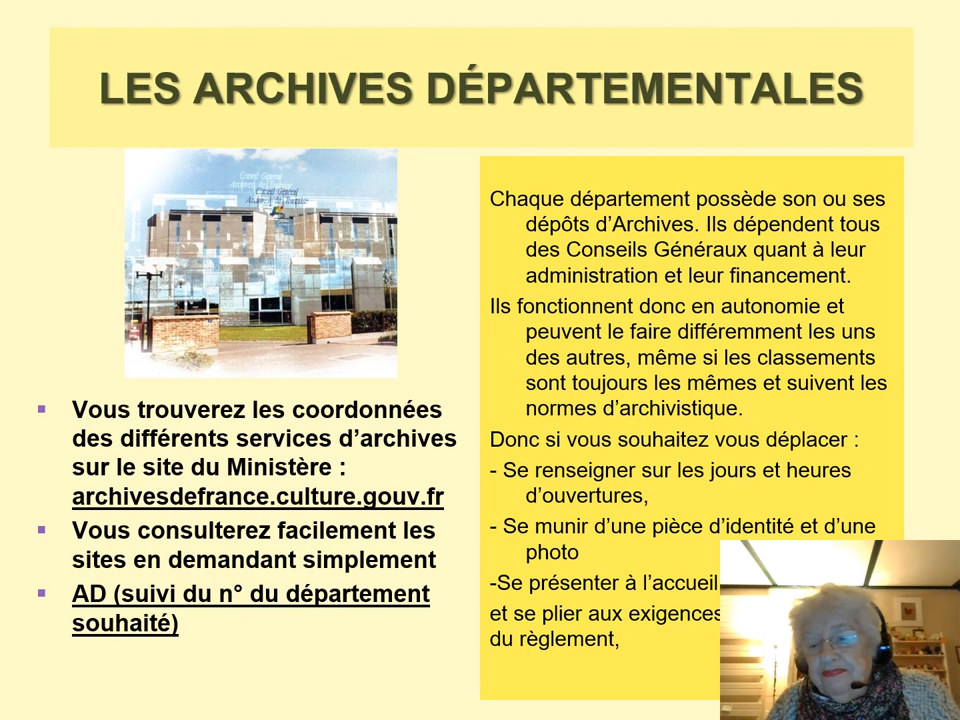 LES ARCHIVES DÉPARTEMENTALES
Conseil Général
Conseil Général
▪ Vous trouverez les coordonnées
des différents services d’archives
sur le site du Ministère :
archivesdefrance.culture.gouv.fr
▪ Vous consulterez facilement les
sites en demandant simplement
▪ AD (suivi du n° du département
souhaité)
Chaque département possède son ou ses
dépôts d’Archives. Ils dépendent tous
des Conseils Généraux quant à leur
administration et leur financement.
Ils fonctionnent donc en autonomie et
peuvent le faire différemment les uns
des autres, même si les classements
sont toujours les mêmes et suivent les
normes d’archivistique.
Donc si vous souhaitez vous déplacer :
- Se renseigner sur les jours et heures
d’ouvertures,
- Se munir d’une pièce d’identité et d’une
photo
-Se présenter à l’accueil
et se plier aux exigences
du règlement,